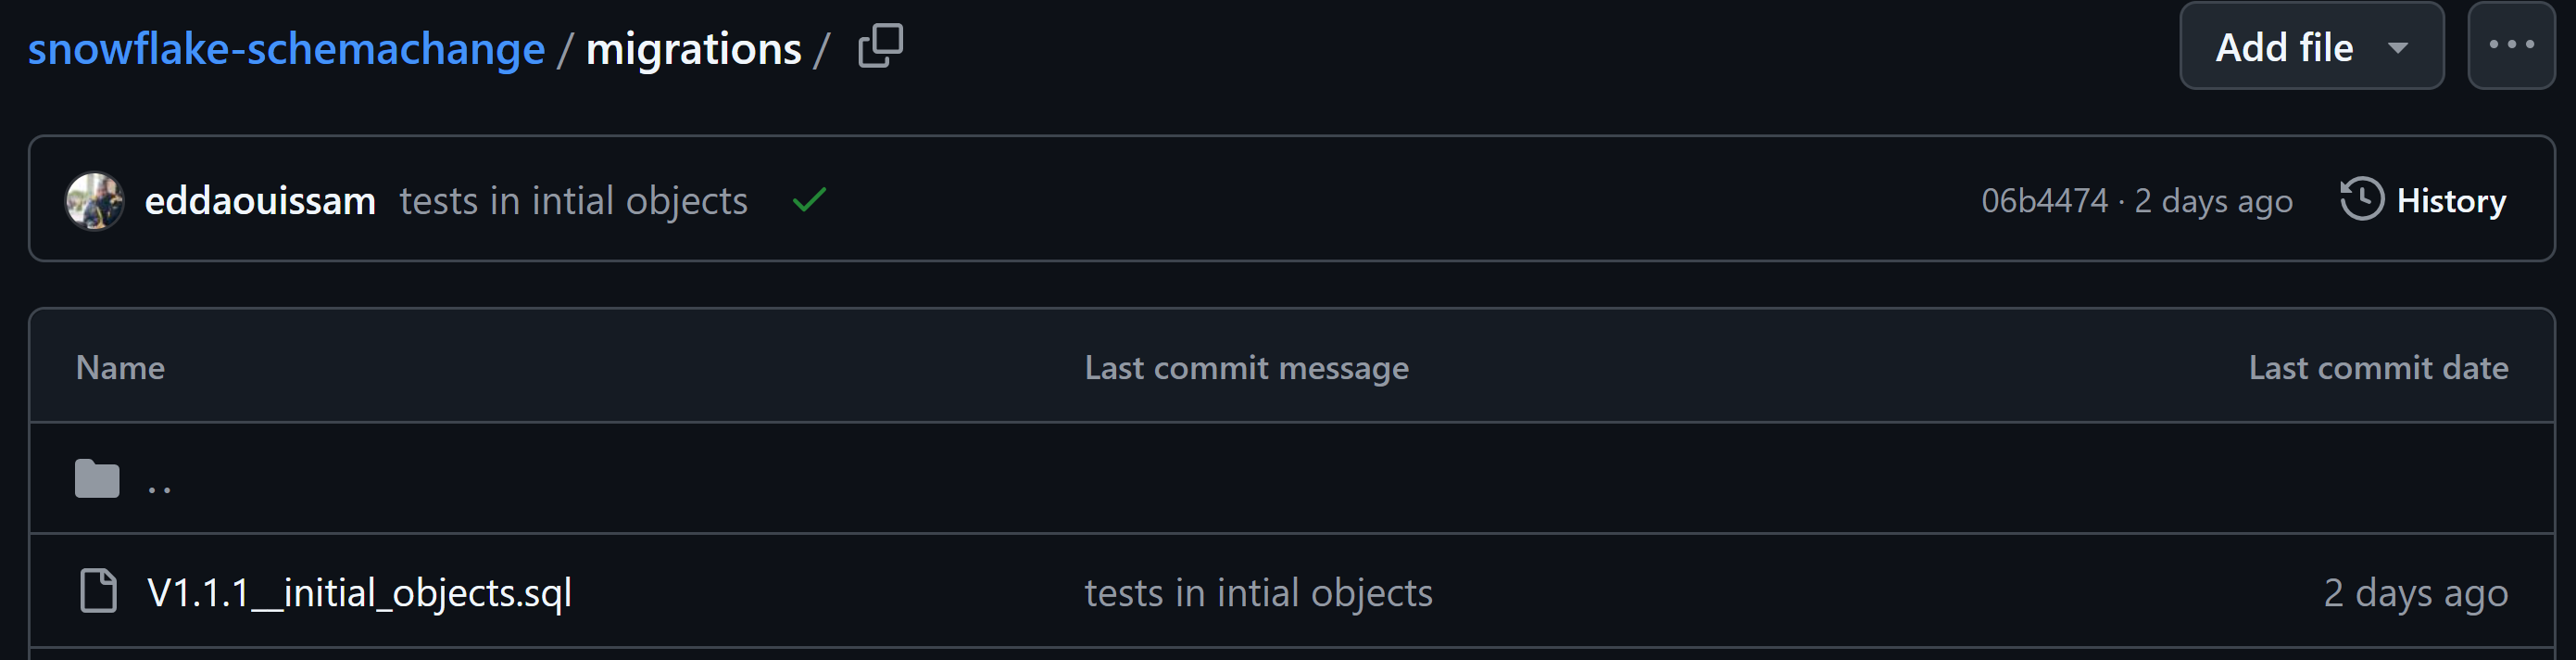 snowflake-schemachange / migrations /
Add file
eddaouissam tests in intial objects
06b4474 · 2 days ago
History
Name Last commit message Last commit date
..
V1.1.1__initial_objects.sql tests in intial objects 2 days ago